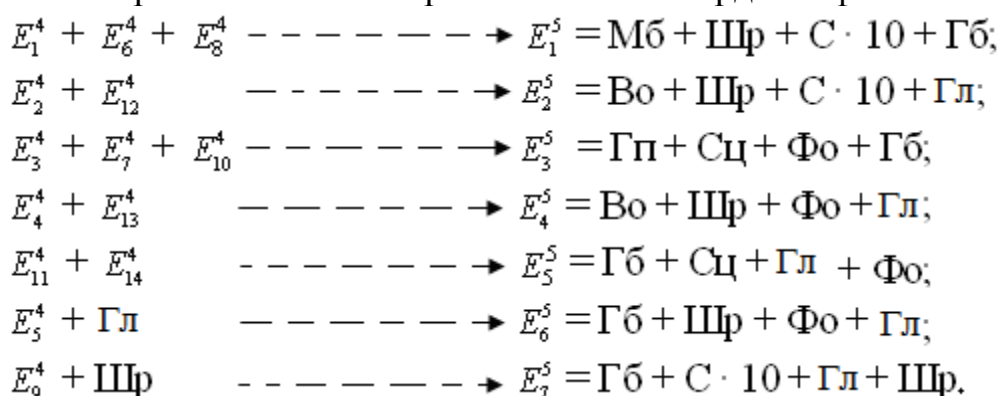 E₁⁴ + E₆⁴ + E₈⁴ – – – – – – → E₁⁵ = Мб + Шр + С · 10 + Гб;
E₂⁴ + E₁₂⁴ – – – – – → E₂⁵ = Во + Шр + С · 10 + Гл;
E₃⁴ + E₇⁴ + E₁₀⁴ – – – – – → E₃⁵ = Гп + Сц + Фо + Гб;
E₄⁴ + E₁₃⁴ – – – – – → E₄⁵ = Во + Шр + Фо + Гл;
E₁₁⁴ + E₁₄⁴ – – – – – → E₅⁵ = Гб + Сц + Гл + Фо;
E₅⁴ + Гл – – – – – → E₆⁵ = Гб + Шр + Фо + Гл;
E₉⁴ + Шр – – – – – → E₇⁵ = Гб + С · 10 + Гл + Шр.